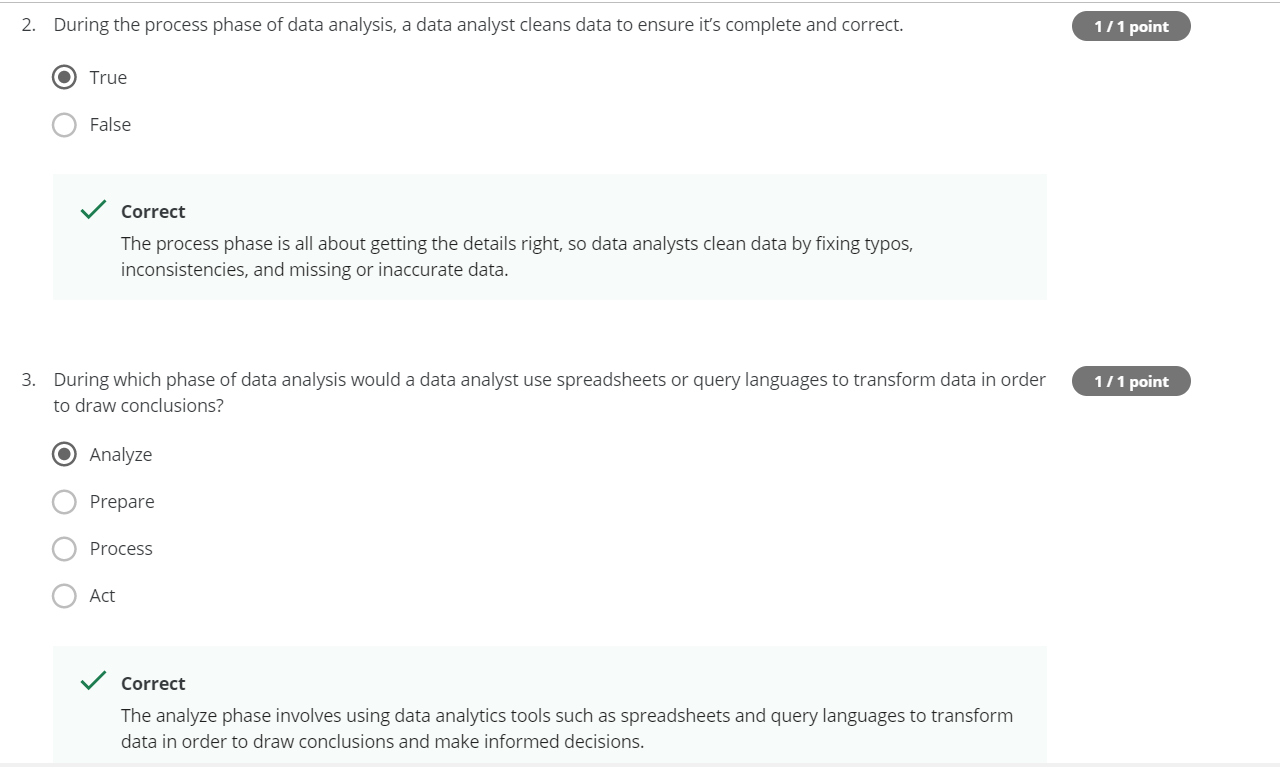 2. During the process phase of data analysis, a data analyst cleans data to ensure it’s complete and correct.
1 / 1 point
True
False
Correct
The process phase is all about getting the details right, so data analysts clean data by fixing typos,
inconsistencies, and missing or inaccurate data.
3. During which phase of data analysis would a data analyst use spreadsheets or query languages to transform data in order
to draw conclusions?
1 / 1 point
Analyze
Prepare
Process
Act
Correct
The analyze phase involves using data analytics tools such as spreadsheets and query languages to transform
data in order to draw conclusions and make informed decisions.